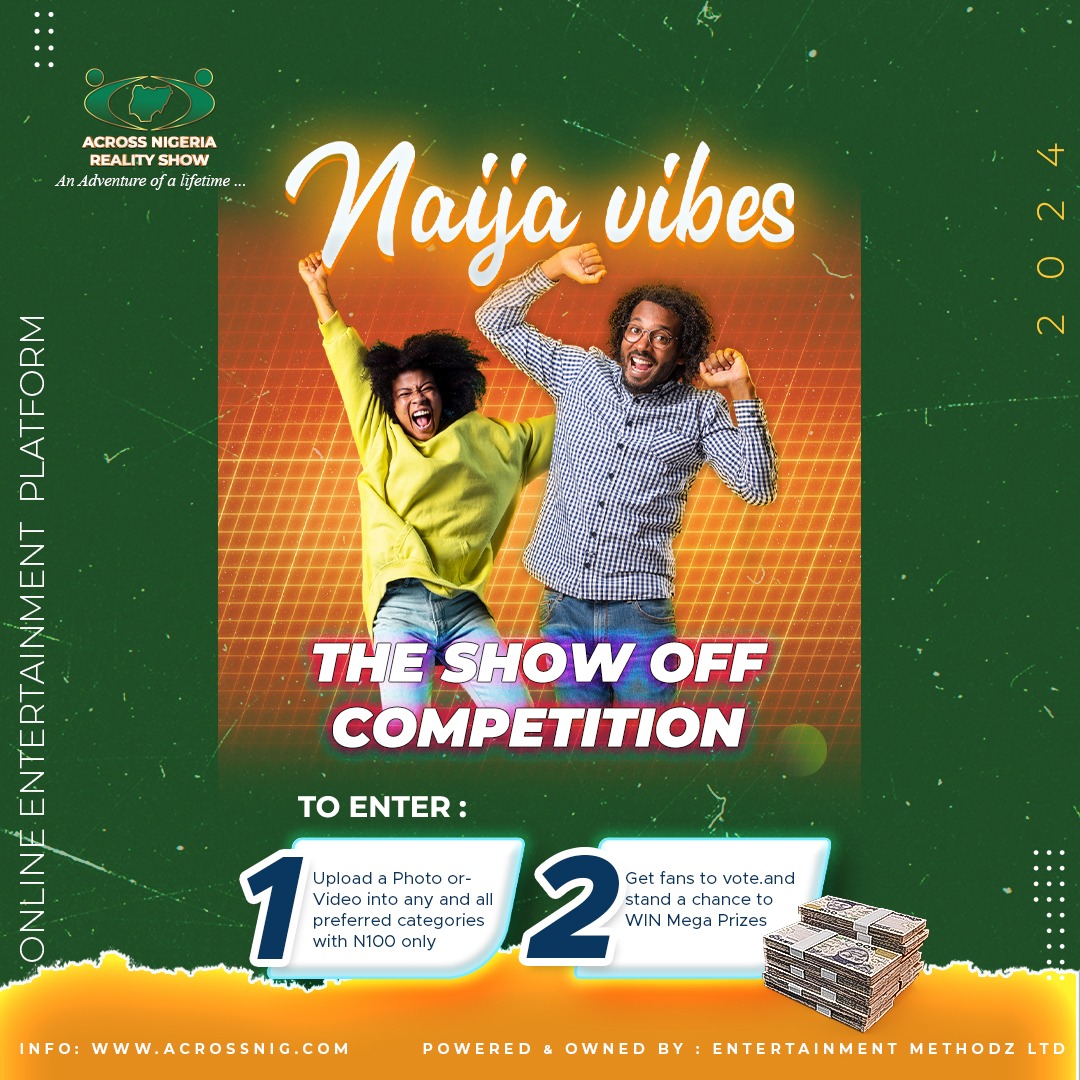 ACROSS NIGERIA
REALITY SHOW
An Adventure of a lifetime ...
Naija vibes
2024
ONLINE ENTERTAINMENT PLATFORM
THE SHOW OFF
COMPETITION
TO ENTER :
1
Upload a Photo or-
Video into any and all
preferred categories
with N100 only
2
Get fans to vote.and
stand a chance to
WIN Mega Prizes
INFO: WWW.ACROSSNIG.COM
POWERED & OWNED BY : ENTERTAINMENT METHODZ LTD